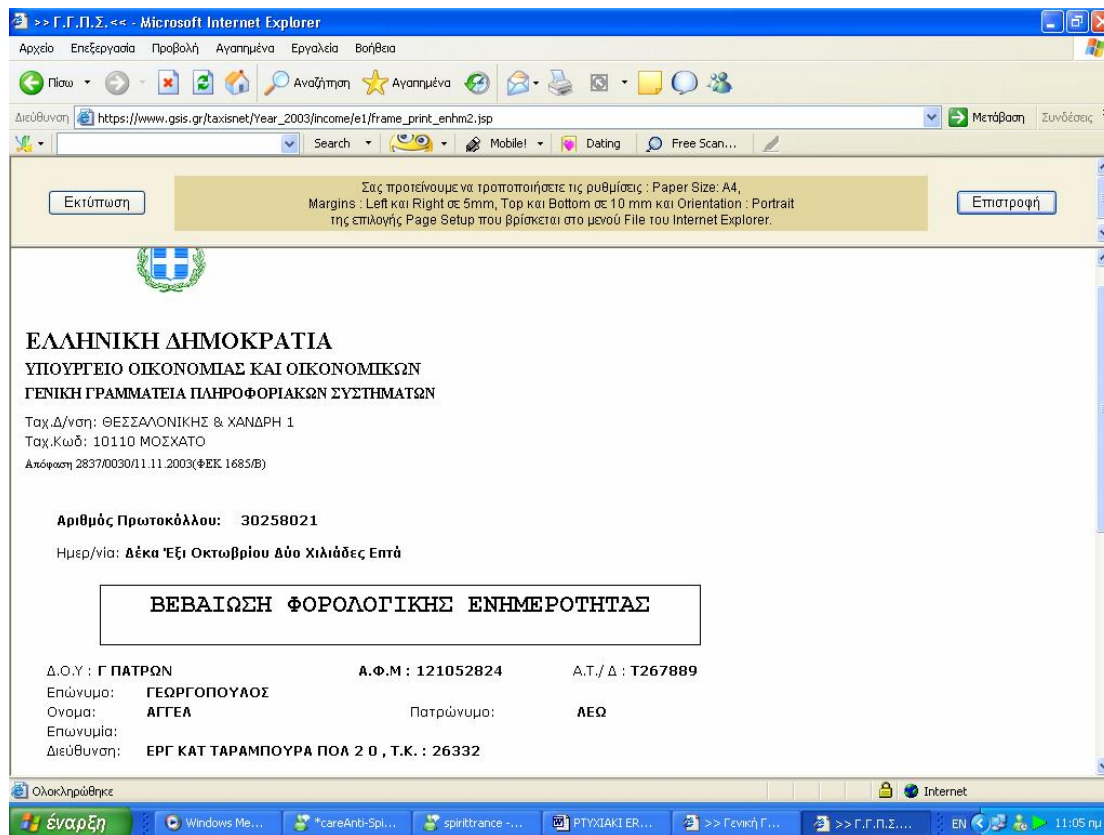 >> Γ.Γ.Π.Σ. << - Microsoft Internet Explorer
Αρχείο Επεξεργασία Προβολή Αγαπημένα Εργαλεία Βοήθεια
Πίσω Αναζήτηση Αγαπημένα
Διεύθυνση https://www.gsis.gr/taxisnet/Year_2003/income/e1/frame_print_enhm2.jsp Μετάβαση Συνδέσεις
Search Mobile! Dating Free Scan...
Εκτύπωση
Σας προτείνουμε να τροποποιήσετε τις ρυθμίσεις : Paper Size: A4,
Margins : Left και Right σε 5mm, Top και Bottom σε 10 mm και Orientation : Portrait
της επιλογής Page Setup που βρίσκεται στο μενού File του Internet Explorer.
Επιστροφή
ΕΛΛΗΝΙΚΗ ΔΗΜΟΚΡΑΤΙΑ
ΥΠΟΥΡΓΕΙΟ ΟΙΚΟΝΟΜΙΑΣ ΚΑΙ ΟΙΚΟΝΟΜΙΚΩΝ
ΓΕΝΙΚΗ ΓΡΑΜΜΑΤΕΙΑ ΠΛΗΡΟΦΟΡΙΑΚΩΝ ΣΥΣΤΗΜΑΤΩΝ
Ταχ.Δ/νση: ΘΕΣΣΑΛΟΝΙΚΗΣ & ΧΑΝΔΡΗ 1
Ταχ.Κωδ: 10110 ΜΟΣΧΑΤΟ
Απόφαση 2837/0030/11.11.2003(ΦΕΚ 1685/Β)
Αριθμός Πρωτοκόλλου: 30258021
Ημερ/νία: Δέκα Έξι Οκτωβρίου Δύο Χιλιάδες Επτά
ΒΕΒΑΙΩΣΗ ΦΟΡΟΛΟΓΙΚΗΣ ΕΝΗΜΕΡΟΤΗΤΑΣ
Δ.Ο.Υ : Γ ΠΑΤΡΩΝ Α.Φ.Μ : 121052824 Α.Τ./ Δ : Τ267889
Επώνυμο: ΓΕΩΡΓΟΠΟΥΛΟΣ
Ονομα: ΑΓΓΕΛ Πατρώνυμο: ΛΕΩ
Επωνυμία:
Διεύθυνση: ΕΡΓ ΚΑΤ ΤΑΡΑΜΠΟΥΡΑ ΠΟΛ 2 0 , Τ.Κ. : 26332
Ολοκληρώθηκε Internet
έναρξη Windows Me... *careAnti-Spi... spirittrance -... PTYXIAKI ER... >> Γενική Γ... >> Γ.Γ.Π.Σ.... EN 11:05 πμ